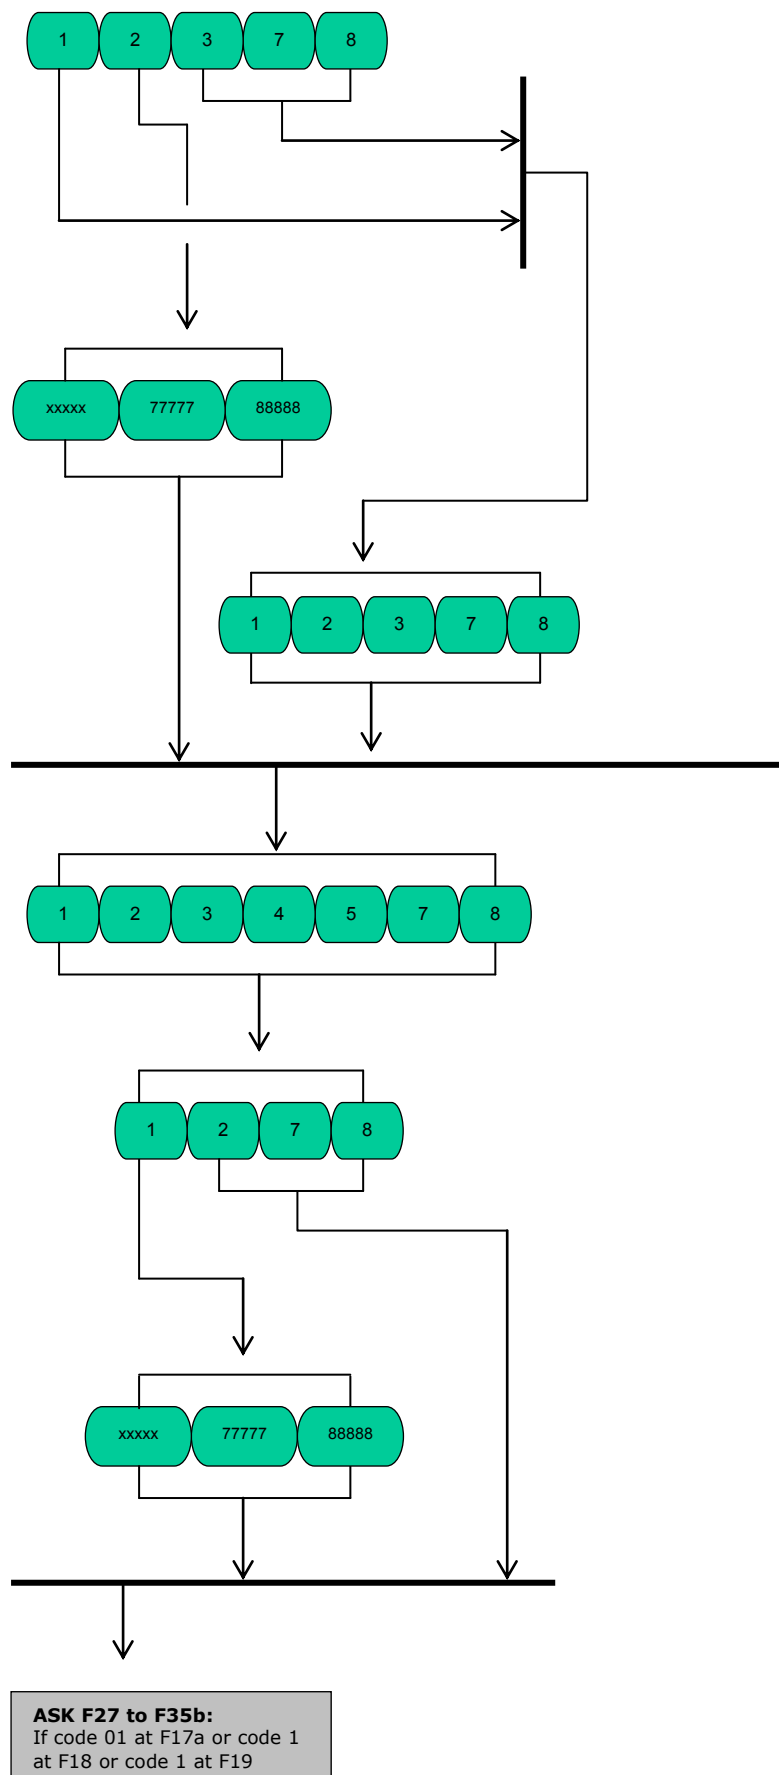 1 2 3 7 8
xxxxx 77777 88888
1 2 3 7 8
1 2 3 4 5 7 8
1 2 7 8
xxxxx 77777 88888
ASK F27 to F35b:
If code 01 at F17a or code 1
at F18 or code 1 at F19